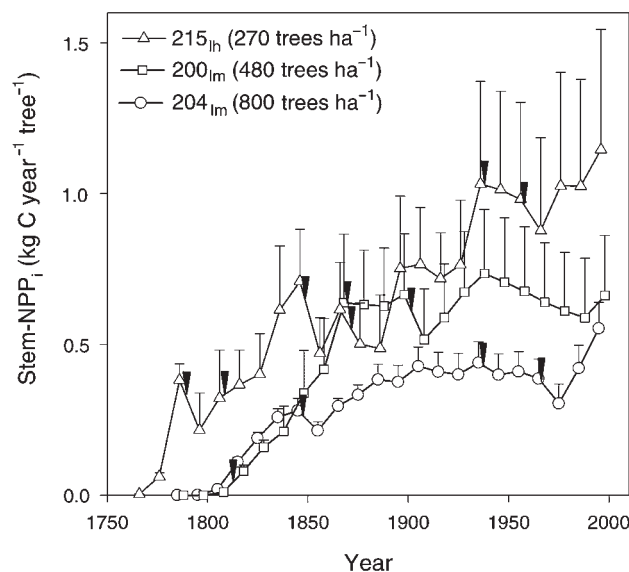 1.5
1.0
0.5
0.0
Stem-NPPᵢ (kg C year⁻¹ tree⁻¹)
215lh (270 trees ha⁻¹)
200lm (480 trees ha⁻¹)
204lm (800 trees ha⁻¹)
1750 1800 1850 1900 1950 2000
Year